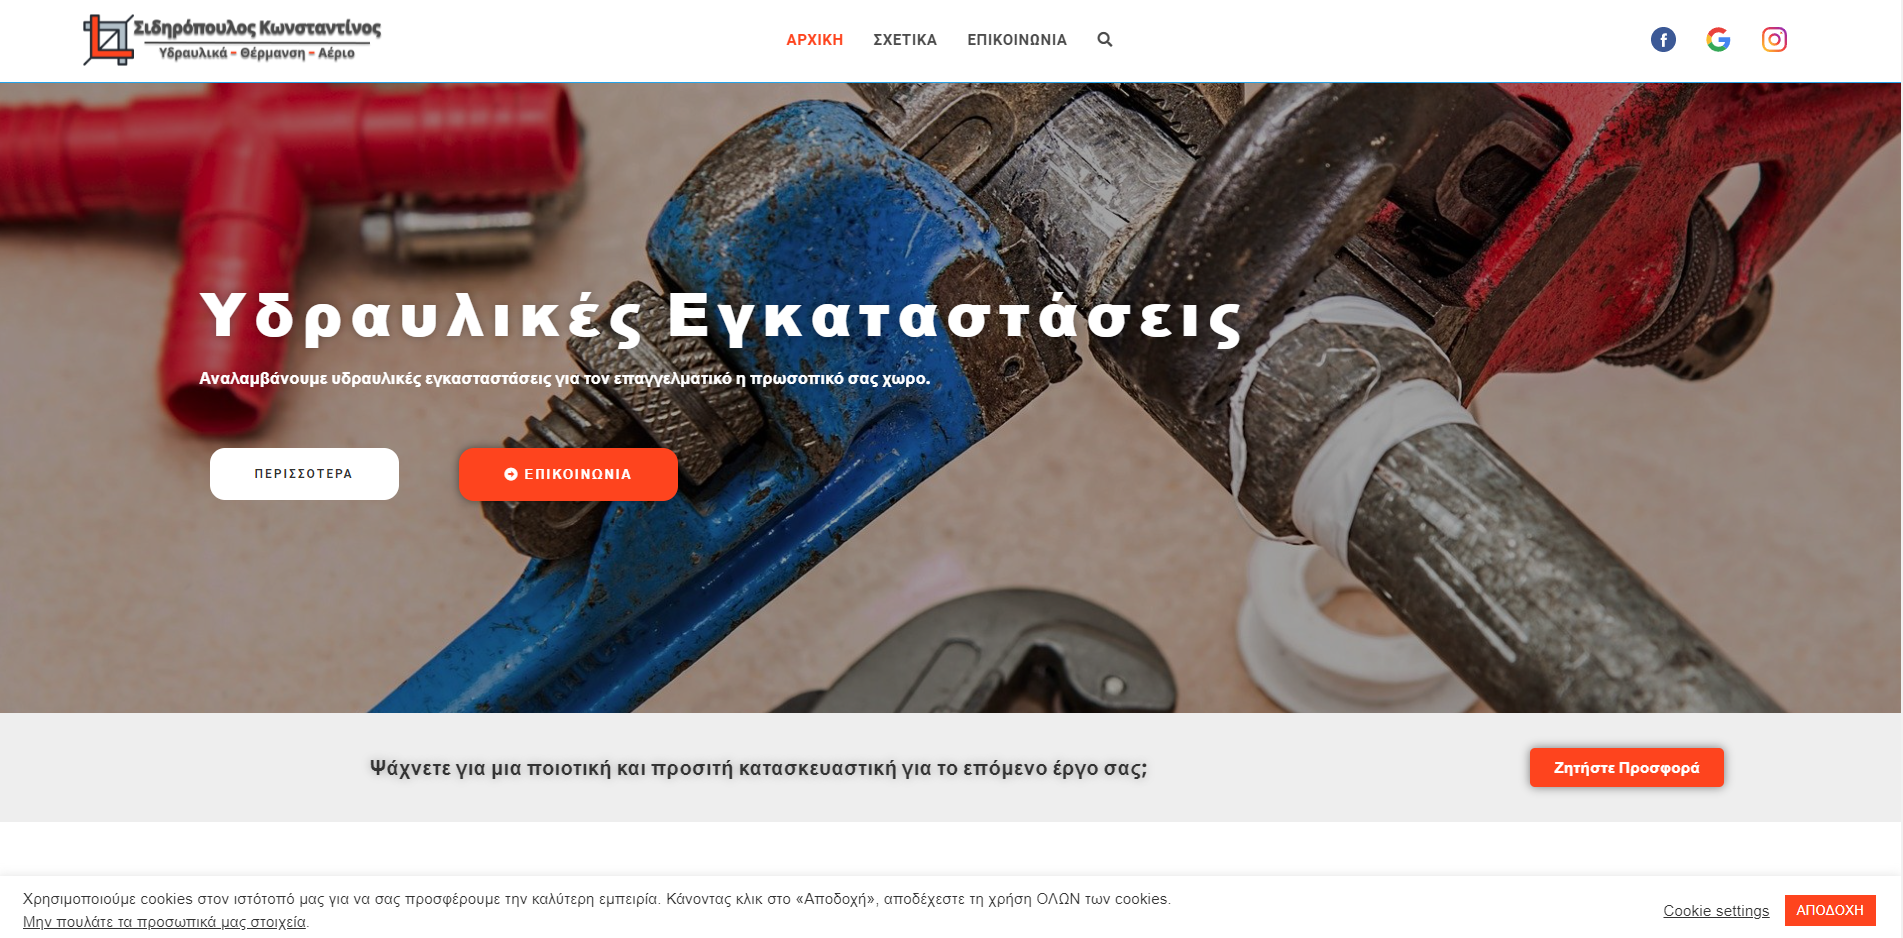 Σιδηρόπουλος Κωνσταντίνος
Υδραυλικά - Θέρμανση - Αέριο
ΑΡΧΙΚΗ
ΣΧΕΤΙΚΑ
ΕΠΙΚΟΙΝΩΝΙΑ
Υδραυλικές Εγκαταστάσεις
Αναλαμβάνουμε υδραυλικές εγκασταστάσεις για τον επαγγελματικό η πρωσοπικό σας χωρο.
ΠΕΡΙΣΣΟΤΕΡΑ
ΕΠΙΚΟΙΝΩΝΙΑ
Ψάχνετε για μια ποιοτική και προσιτή κατασκευαστική για το επόμενο έργο σας;
Ζητήστε Προσφορά
Χρησιμοποιούμε cookies στον ιστότοπό μας για να σας προσφέρουμε την καλύτερη εμπειρία. Κάνοντας κλικ στο «Αποδοχή», αποδέχεστε τη χρήση ΟΛΩΝ των cookies.
Μην πουλάτε τα προσωπικά μας στοιχεία.
Cookie settings
ΑΠΟΔΟΧΗ